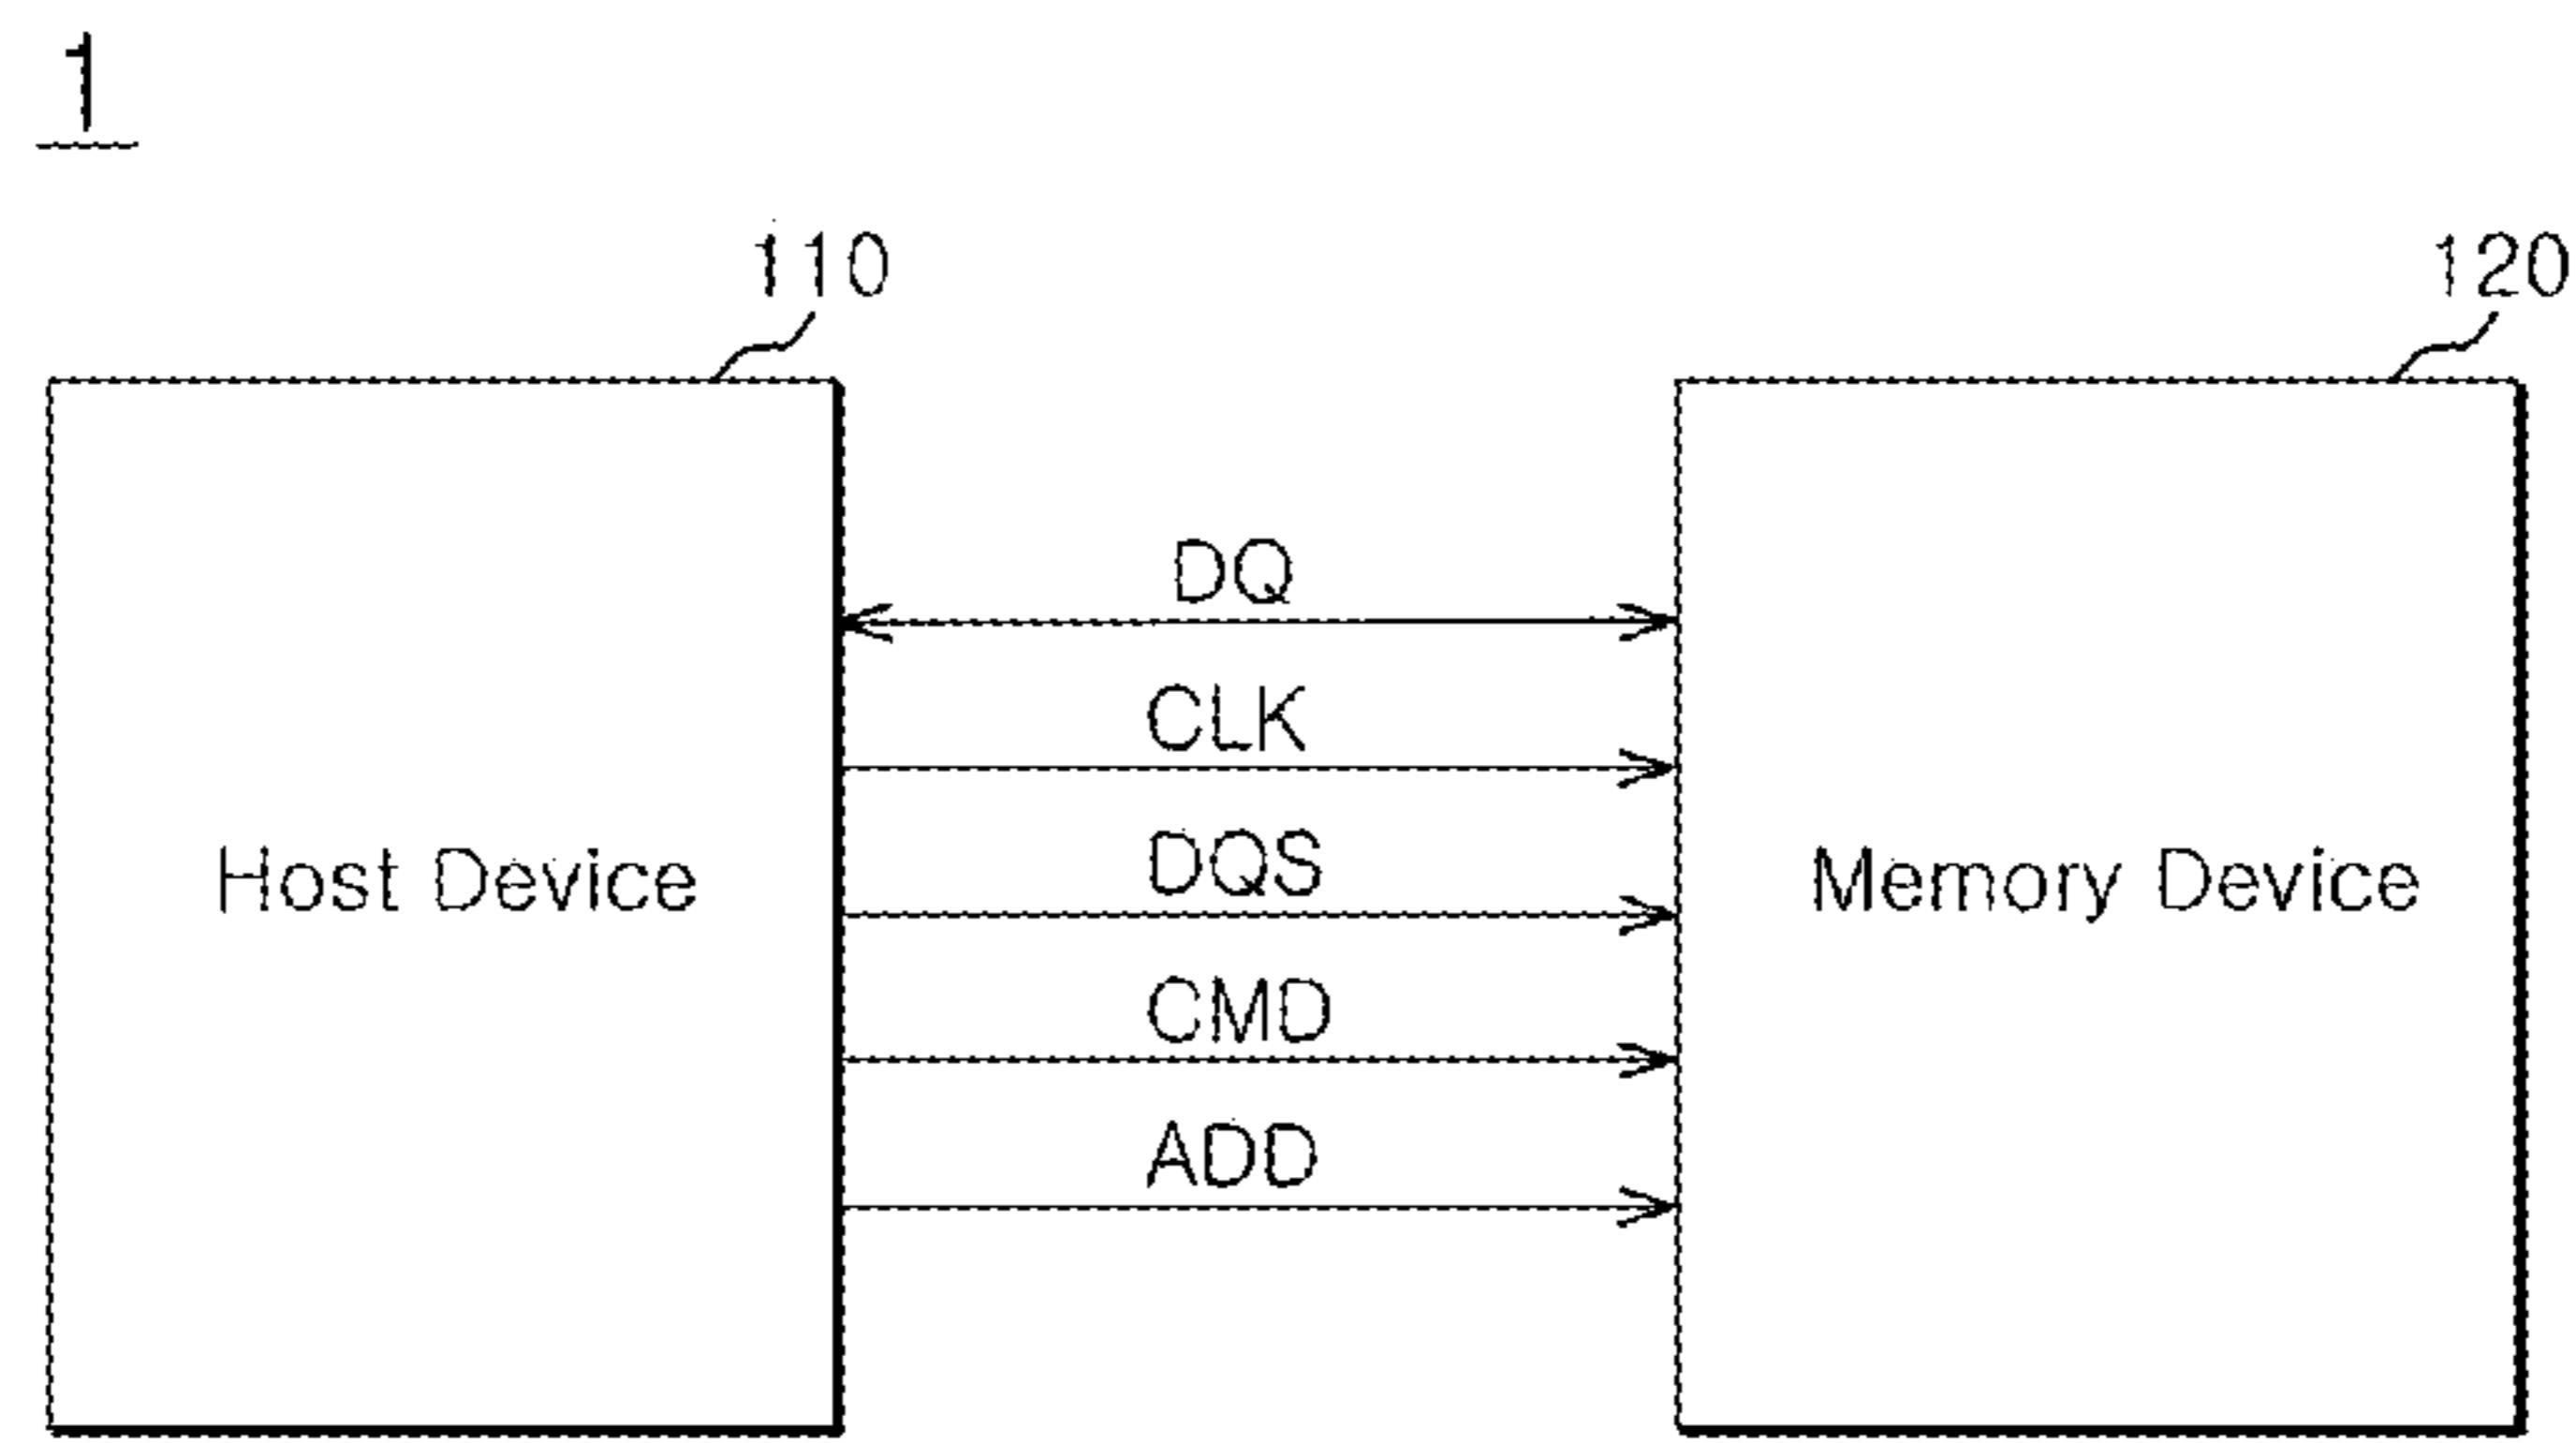 1
110
120
DQ
CLK
DQS
Host Device
Memory Device
CMD
ADD